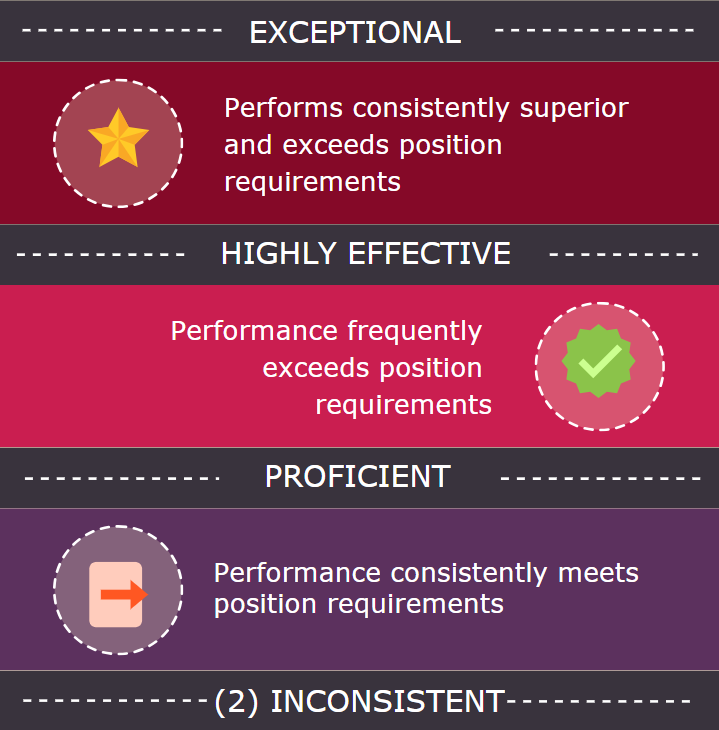 EXCEPTIONAL
Performs consistently superior
and exceeds position
requirements
HIGHLY EFFECTIVE
Performance frequently
exceeds position
requirements
PROFICIENT
Performance consistently meets
position requirements
(2) INCONSISTENT